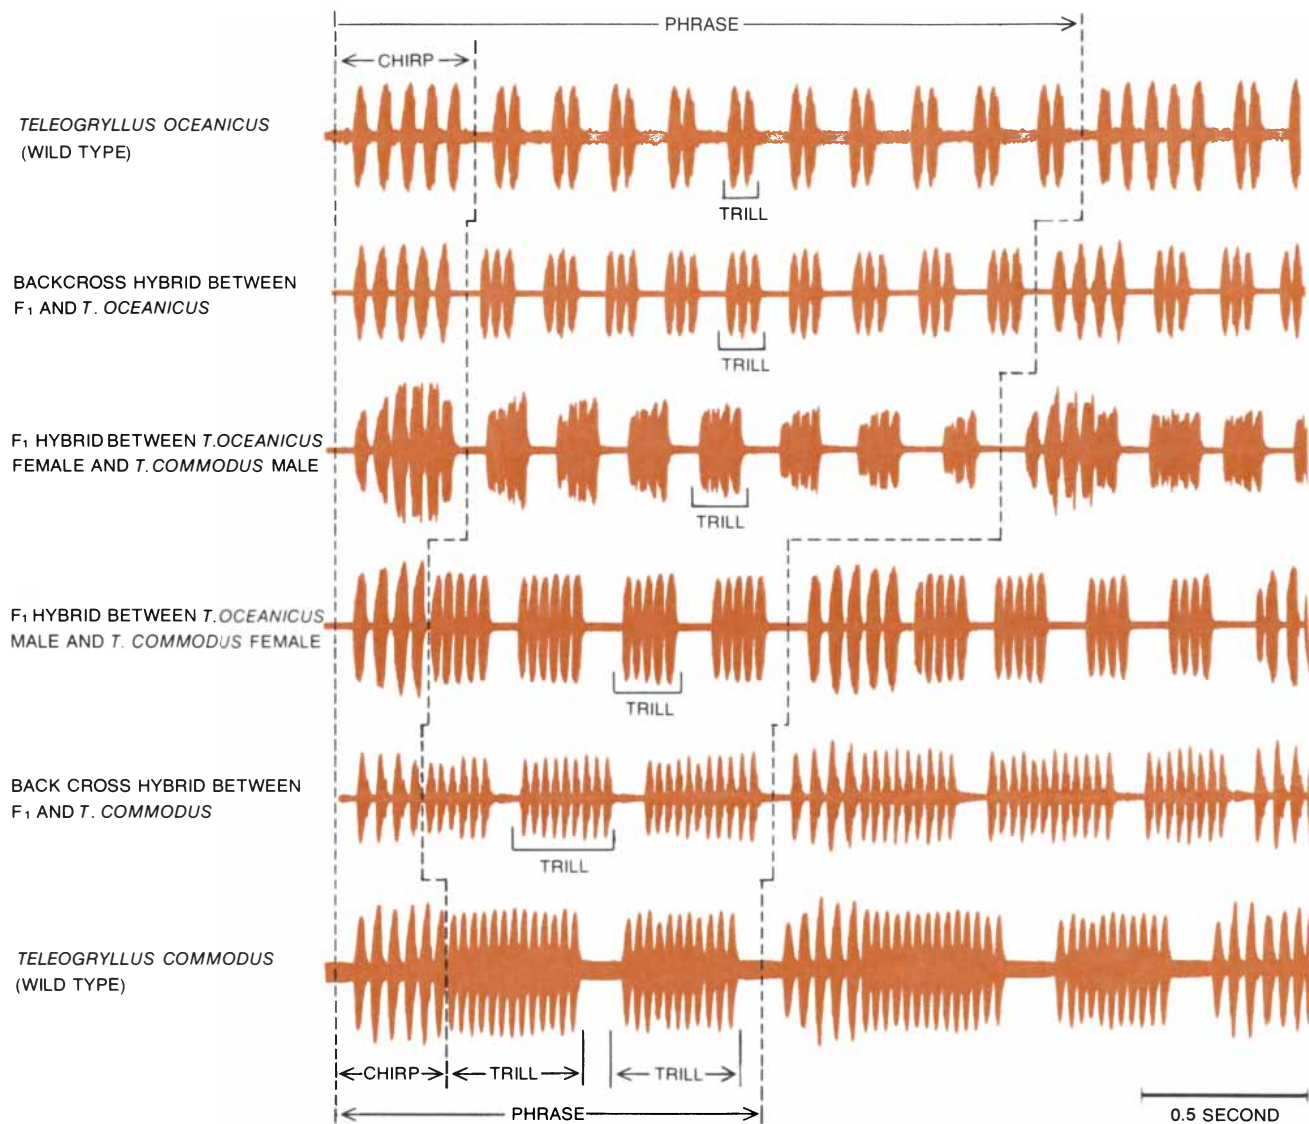 PHRASE
CHIRP
TELEOGRYLLUS OCEANICUS
(WILD TYPE)
TRILL
BACKCROSS HYBRID BETWEEN
F1 AND T. OCEANICUS
TRILL
F1 HYBRID BETWEEN T.OCEANICUS
FEMALE AND T.COMMODUS MALE
TRILL
F1 HYBRID BETWEEN T.OCEANICUS
MALE AND T. COMMODUS FEMALE
TRILL
BACK CROSS HYBRID BETWEEN
F1 AND T. COMMODUS
TRILL
TELEOGRYLLUS COMMODUS
(WILD TYPE)
CHIRP TRILL TRILL
PHRASE
0.5 SECOND